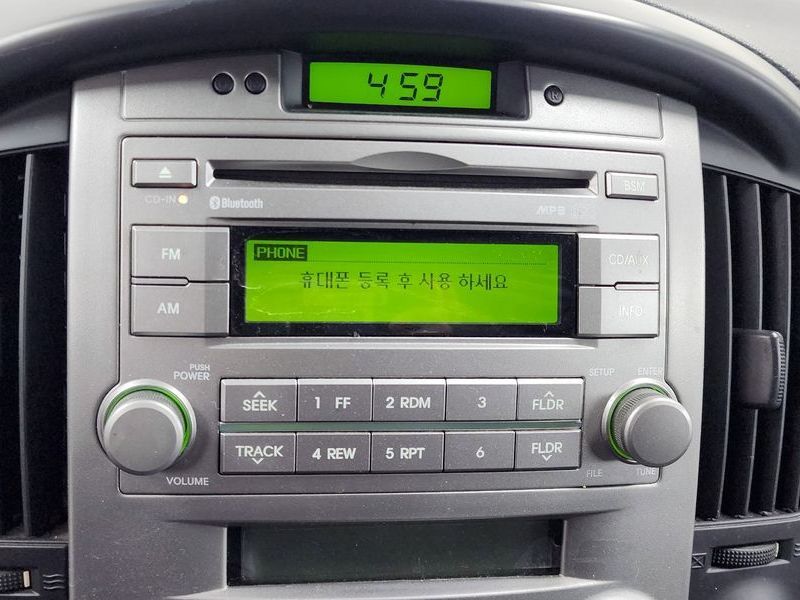 4 59
R
CD-IN
Bluetooth
MP3
BSM
FM
PHONE
휴대폰 등록 후 사용 하세요
CD/AUX
AM
INFO
PUSH
POWER
SETUP
ENTER
SEEK
1 FF
2 RDM
3
FLDR
TRACK
4 REW
5 RPT
6
FLDR
VOLUME
FILE
TUNE